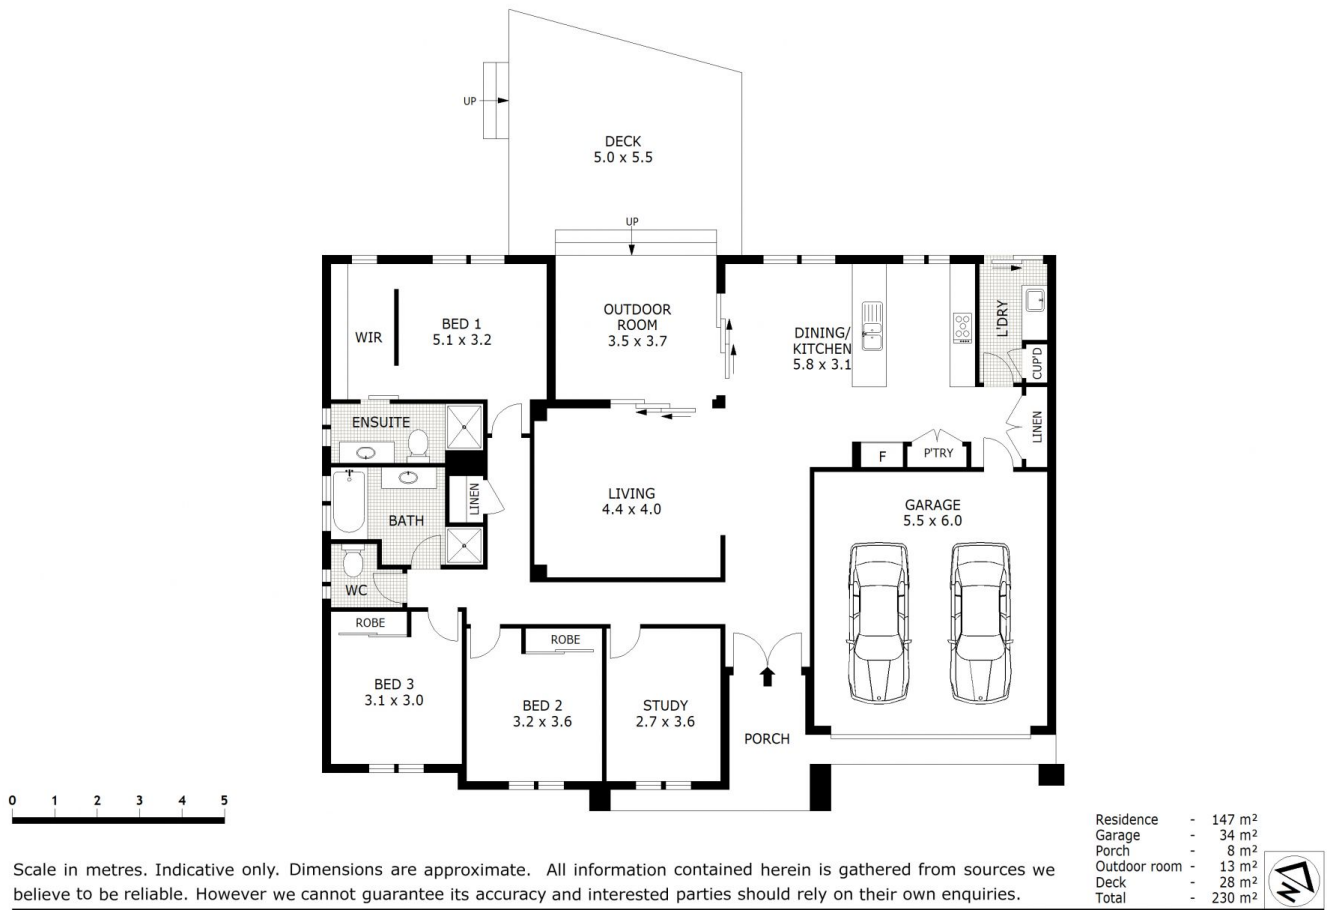 UP
DECK
5.0 x 5.5
UP
OUTDOOR
ROOM
3.5 x 3.7
BED 1
5.1 x 3.2
WIR
DINING/
KITCHEN
5.8 x 3.1
L'DRY
CUP'D
LINEN
ENSUITE
F
P'TRY
LIVING
4.4 x 4.0
LINEN
BATH
GARAGE
5.5 x 6.0
WC
ROBE
ROBE
BED 3
3.1 x 3.0
BED 2
3.2 x 3.6
STUDY
2.7 x 3.6
PORCH
0 1 2 3 4 5
Residence - 147 m²
Garage - 34 m²
Porch - 8 m²
Outdoor room - 13 m²
Deck - 28 m²
Total - 230 m²
N
Scale in metres. Indicative only. Dimensions are approximate. All information contained herein is gathered from sources we
believe to be reliable. However we cannot guarantee its accuracy and interested parties should rely on their own enquiries.